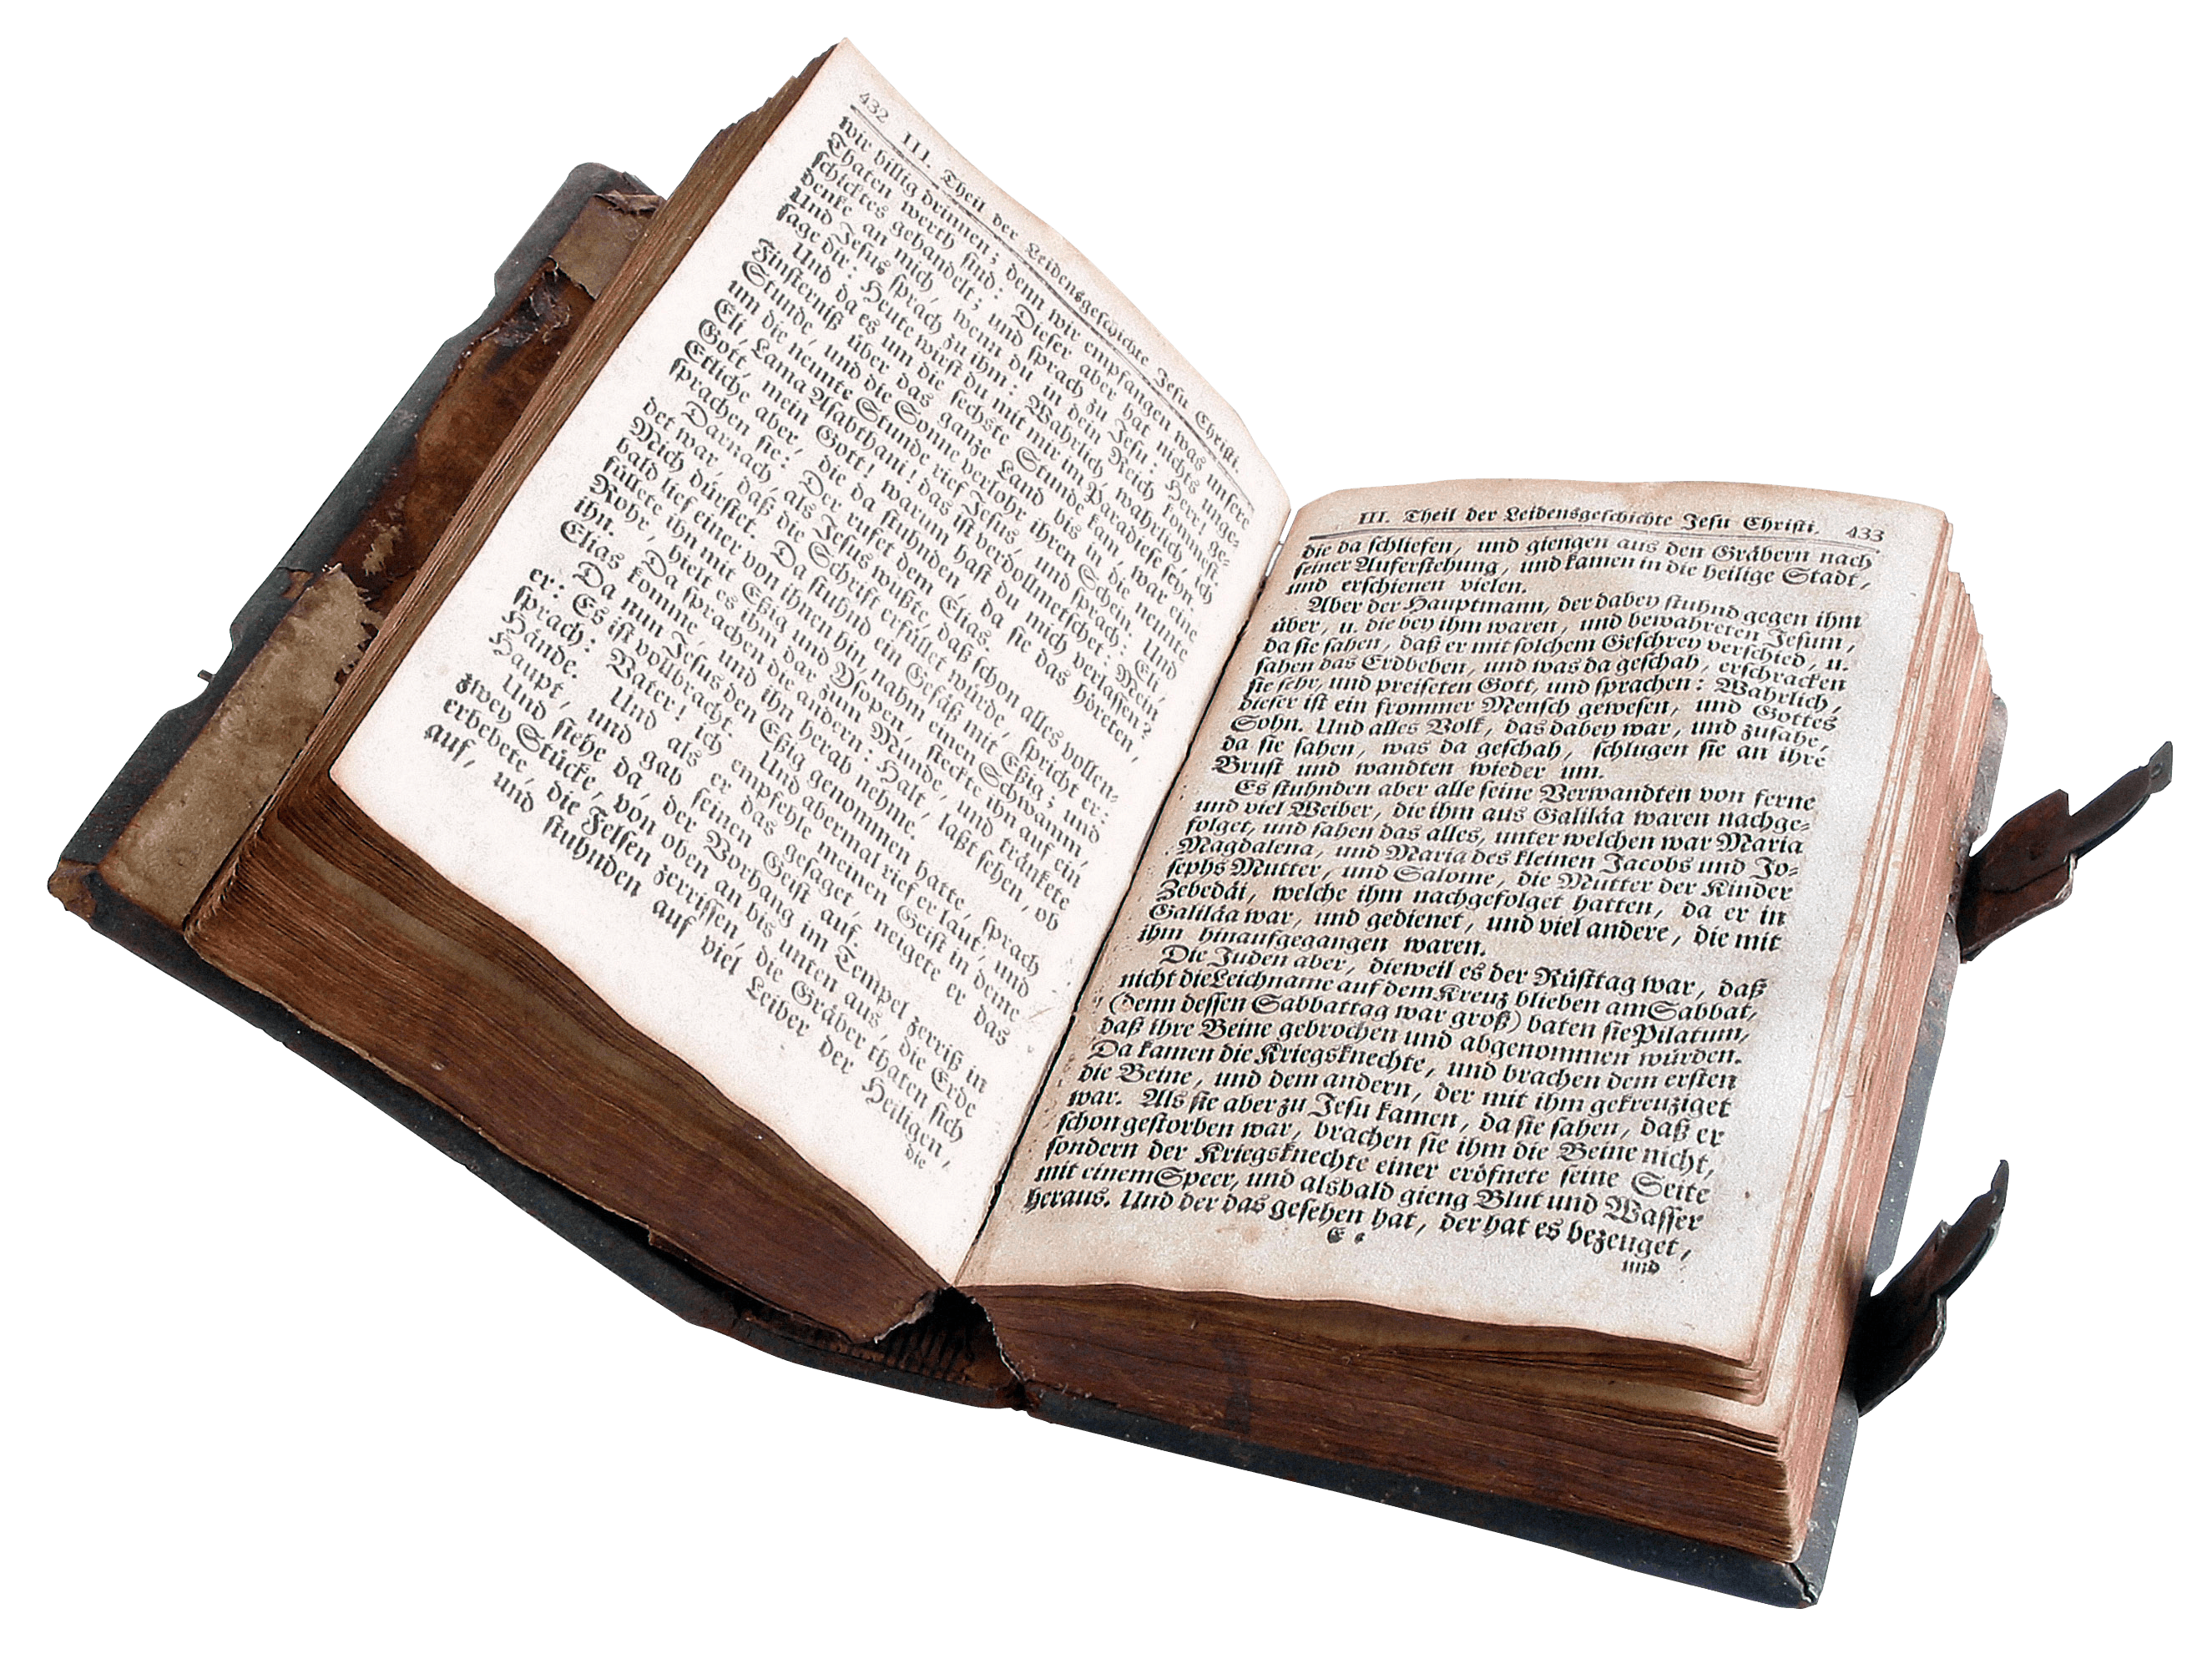 432 III. Theil der Leidensgeschichte Jesu Christi.
wir billig drinnen; denn wir empfangen was unsere
Thaten werth sind: Dieser aber hat nichts unge-
schicktes gehandelt; und sprach zu Jesu: Herr! ge-
denke an mich, wenn du in dein Reich kommest.
Und Jesus sprach zu ihm: Wahrlich, wahrlich, ich
sage dir: Heute wirst du mit mir im Paradiese seyn.
Und da es um die sechste Stunde kam, war eine
Finsterniß über das ganze Land bis in die neunte
Stunde, und die Sonne verlohr ihren Schein. Und
um die neunte Stunde rief Jesus, und sprach: Eli,
Eli, Lama Asabthani! das ist verdollmetschet: Mein
Gott, mein Gott! warum hast du mich verlassen?
Etliche aber, die da stuhnden, da sie das höreten,
sprachen sie: Der rufet dem Elias.
Darnach, als Jesus wußte, daß schon alles vollen-
det war, daß die Schrift erfüllet würde, spricht er:
Mich dürstet. Da stuhnd ein Gefäß mit Eßig; und
bald lief einer von ihnen hin, nahm einen Schwamm,
füllete ihn mit Eßig und Ysopen, steckte ihn auf ein
Rohr, hielt es ihm dar zum Munde, und tränkete
ihn. Da sprachen die andern: Halt, laßt sehen, ob
Elias komme, und ihn herab nehme.
Da nun Jesus den Eßig genommen hatte, sprach
er: Es ist vollbracht. Und abermal rief er laut, und
sprach: Vater! ich empfehle meinen Geist in deine
Hände. Und als er das gesaget, neigete er das
Haupt, und gab seinen Geist auf.
Und siehe da, der Vorhang im Tempel zerriß in
zwey Stücke, von oben an bis unten aus, die Erde
erbebete, die Felsen zerrissen, die Gräber thaten sich
auf, und stuhnden auf viel Leiber der Heiligen,
die
III. Theil der Leidensgeschichte Jesu Christi. 433
die da schliefen, und giengen aus den Gräbern nach
seiner Auferstehung, und kamen in die heilige Stadt,
und erschienen vielen.
Aber der Hauptmann, der dabey stuhnd gegen ihm
über, u. die bey ihm waren, und bewahreten Jesum,
da sie sahen, daß er mit solchem Geschrey verschied, u.
sahen das Erdbeben, und was da geschah, erschracken
sie sehr, und preiseten Gott, und sprachen: Wahrlich,
dieser ist ein frommer Mensch gewesen, und Gottes
Sohn. Und alles Volk, das dabey war, und zusahe,
da sie sahen, was da geschah, schlugen sie an ihre
Brust und wandten wieder um.
Es stuhnden aber alle seine Verwandten von ferne
und viel Weiber, die ihm aus Galiläa waren nachge-
folget, und sahen das alles, unter welchen war Maria
Magdalena, und Maria des kleinen Jacobs und Jo-
sephs Mutter, und Salome, die Mutter der Kinder
Zebedäi, welche ihm nachgefolget hatten, da er in
Galiläa war, und gedienet, und viel andere, die mit
ihm hinaufgegangen waren.
Die Juden aber, dieweil es der Rüsttag war, daß
nicht die Leichname auf dem Kreuz blieben am Sabbat,
(denn dessen Sabbattag war groß) baten sie Pilatum,
daß ihre Beine gebrochen und abgenommen würden.
Da kamen die Kriegsknechte, und brachen dem ersten
die Beine, und dem andern, der mit ihm gekreuziget
war. Als sie aber zu Jesu kamen, da sie sahen, daß er
schon gestorben war, brachen sie ihm die Beine nicht,
sondern der Kriegsknechte einer eröfnete seine Seite
mit einem Speer, und alsbald gieng Blut und Wasser
heraus. Und der das gesehen hat, der hat es bezeuget,
E e
und